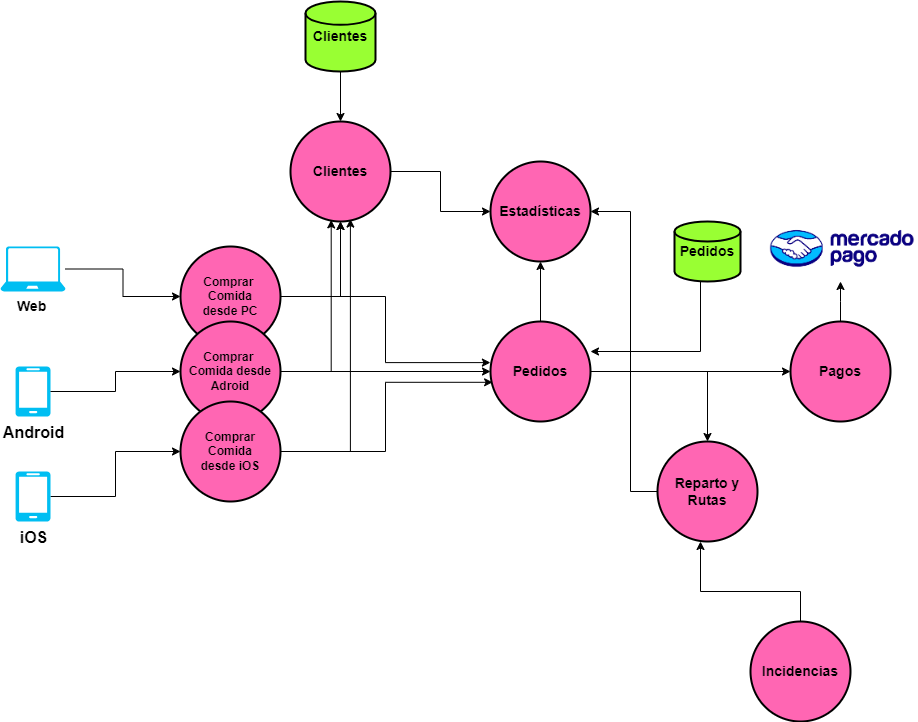 Clientes
Clientes
Estadísticas
Pedidos
mercado
pago
Web
Comprar
Comida
desde PC
Comprar
Comida desde
Adroid
Pedidos
Pagos
Android
Comprar
Comida
desde iOS
Reparto y
Rutas
iOS
Incidencias